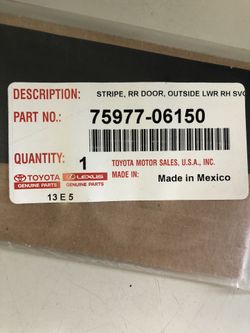 DESCRIPTION: STRIPE, RR DOOR, OUTSIDE LWR RH SVC
PART NO.: 75977-06150
QUANTITY: 1
TOYOTA MOTOR SALES, U.S.A., INC.
MADE IN: Made in Mexico
TOYOTA LEXUS
GENUINE PARTS GENUINE PARTS
13 E 5